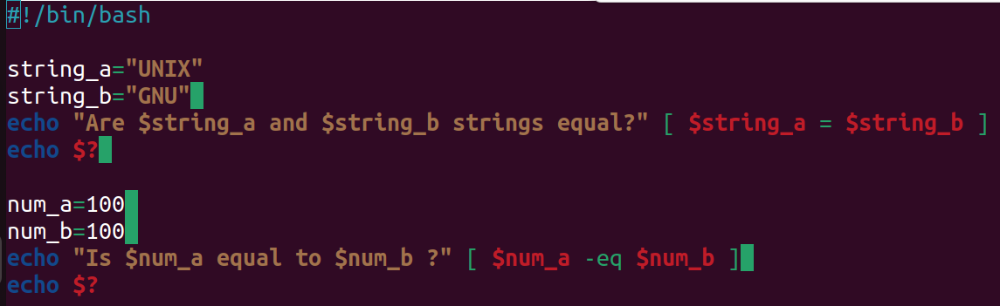 #!/bin/bash
string_a="UNIX"
string_b="GNU"
echo "Are $string_a and $string_b strings equal?" [ $string_a = $string_b ]
echo $?
num_a=100
num_b=100
echo "Is $num_a equal to $num_b ?" [ $num_a -eq $num_b ]
echo $?